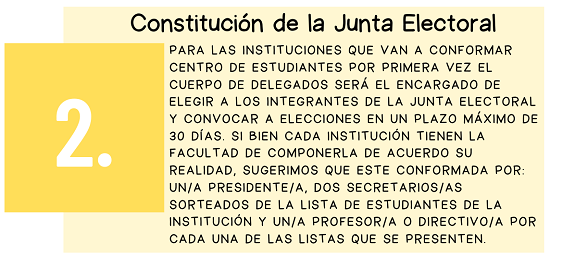 Constitución de la Junta Electoral
2.
PARA LAS INSTITUCIONES QUE VAN A CONFORMAR
CENTRO DE ESTUDIANTES POR PRIMERA VEZ EL
CUERPO DE DELEGADOS SERÁ EL ENCARGADO DE
ELEGIR A LOS INTEGRANTES DE LA JUNTA ELECTORAL
Y CONVOCAR A ELECCIONES EN UN PLAZO MÁXIMO DE
30 DÍAS. SI BIEN CADA INSTITUCIÓN TIENEN LA
FACULTAD DE COMPONERLA DE ACUERDO SU
REALIDAD, SUGERIMOS QUE ESTE CONFORMADA POR:
UN/A PRESIDENTE/A, DOS SECRETARIOS/AS
SORTEADOS DE LA LISTA DE ESTUDIANTES DE LA
INSTITUCIÓN Y UN/A PROFESOR/A O DIRECTIVO/A POR
CADA UNA DE LAS LISTAS QUE SE PRESENTEN.